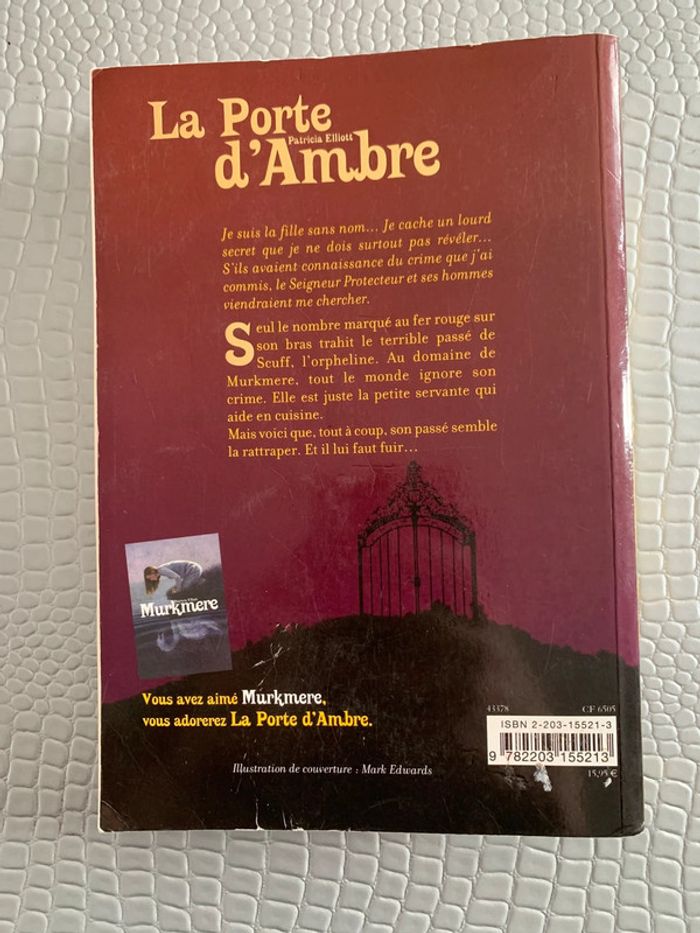 La Porte
Patricia Elliott
d'Ambre
Je suis la fille sans nom... Je cache un lourd
secret que je ne dois surtout pas révéler...
S'ils avaient connaissance du crime que j'ai
commis, le Seigneur Protecteur et ses hommes
viendraient me chercher.
Seul le nombre marqué au fer rouge sur
son bras trahit le terrible passé de
Scuff, l'orpheline. Au domaine de
Murkmere, tout le monde ignore son
crime. Elle est juste la petite servante qui
aide en cuisine.
Mais voici que, tout à coup, son passé semble
la rattraper. Et il lui faut fuir...
Murkmere
Vous avez aimé Murkmere,
vous adorerez La Porte d'Ambre.
43378 CF 6505
ISBN 2-203-15521-3
9 782203 155213
15,95 €
Illustration de couverture : Mark Edwards